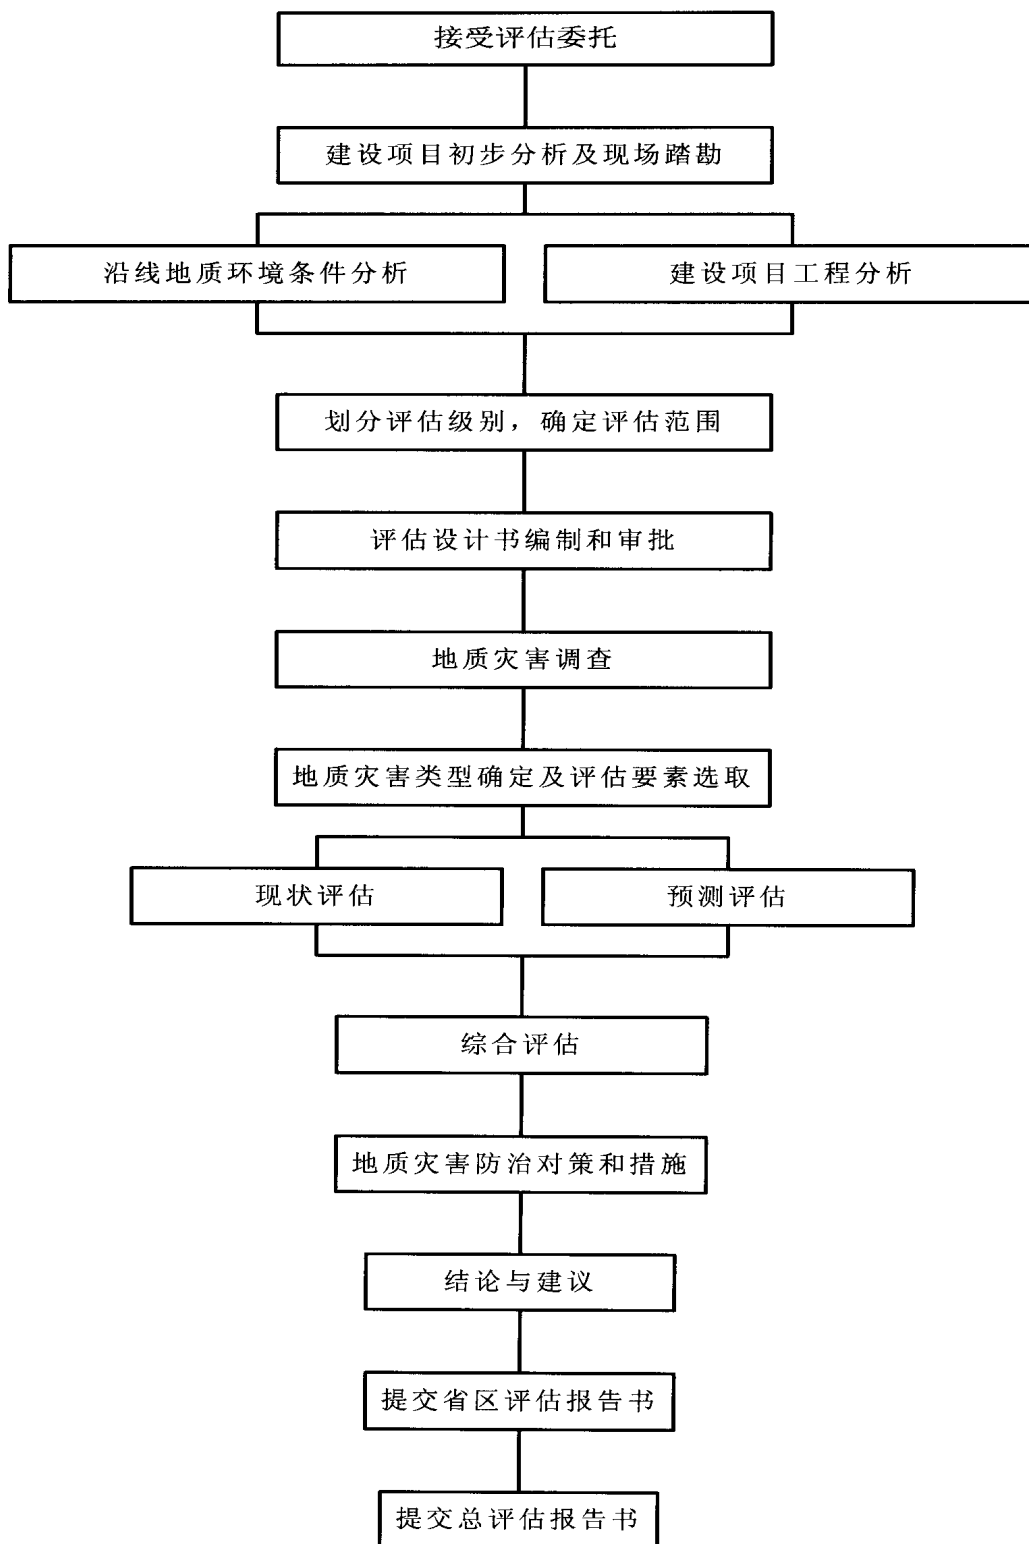 接受评估委托
建设项目初步分析及现场踏勘
沿线地质环境条件分析
建设项目工程分析
划分评估级别，确定评估范围
评估设计书编制和审批
地质灾害调查
地质灾害类型确定及评估要素选取
现状评估
预测评估
综合评估
地质灾害防治对策和措施
结论与建议
提交省区评估报告书
提交总评估报告书